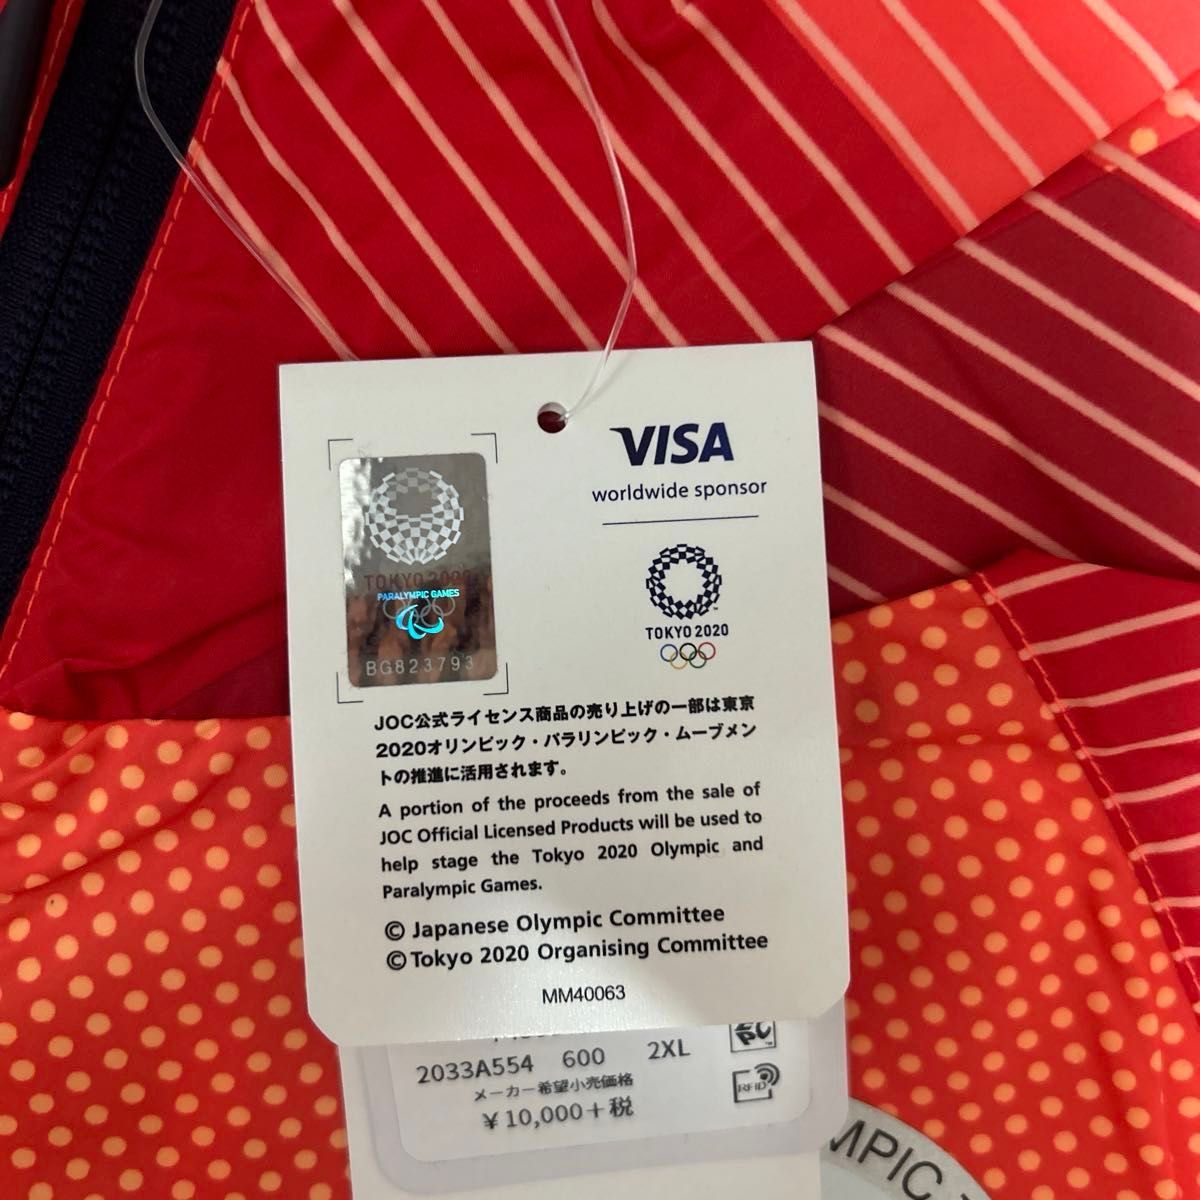 VISA
worldwide sponsor
TOKYO 2020
PARALYMPIC GAMES
BG823793
TOKYO 2020
JOC公式ライセンス商品の売り上げの一部は東京
2020オリンピック・パラリンピック・ムーブメン
トの推進に活用されます。
A portion of the proceeds from the sale of
JOC Official Licensed Products will be used to
help stage the Tokyo 2020 Olympic and
Paralympic Games.
© Japanese Olympic Committee
© Tokyo 2020 Organising Committee
MM40063
2033A554 600 2XL
メーカー希望小売価格
¥10,000+税
EPC
RFID
MPIC